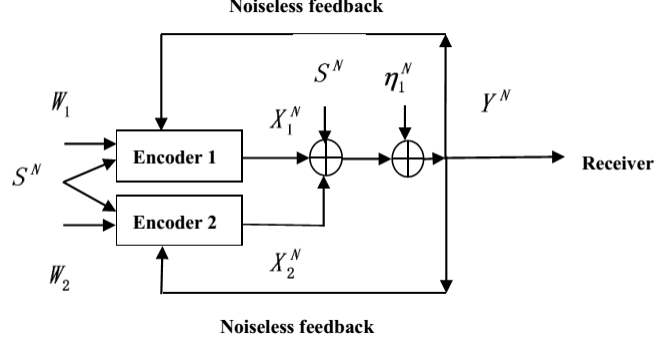 Noiseless feedback
S^N
η_1^N
Y^N
W_1
X_1^N
Encoder 1
Receiver
S^N
Encoder 2
W_2
X_2^N
Noiseless feedback